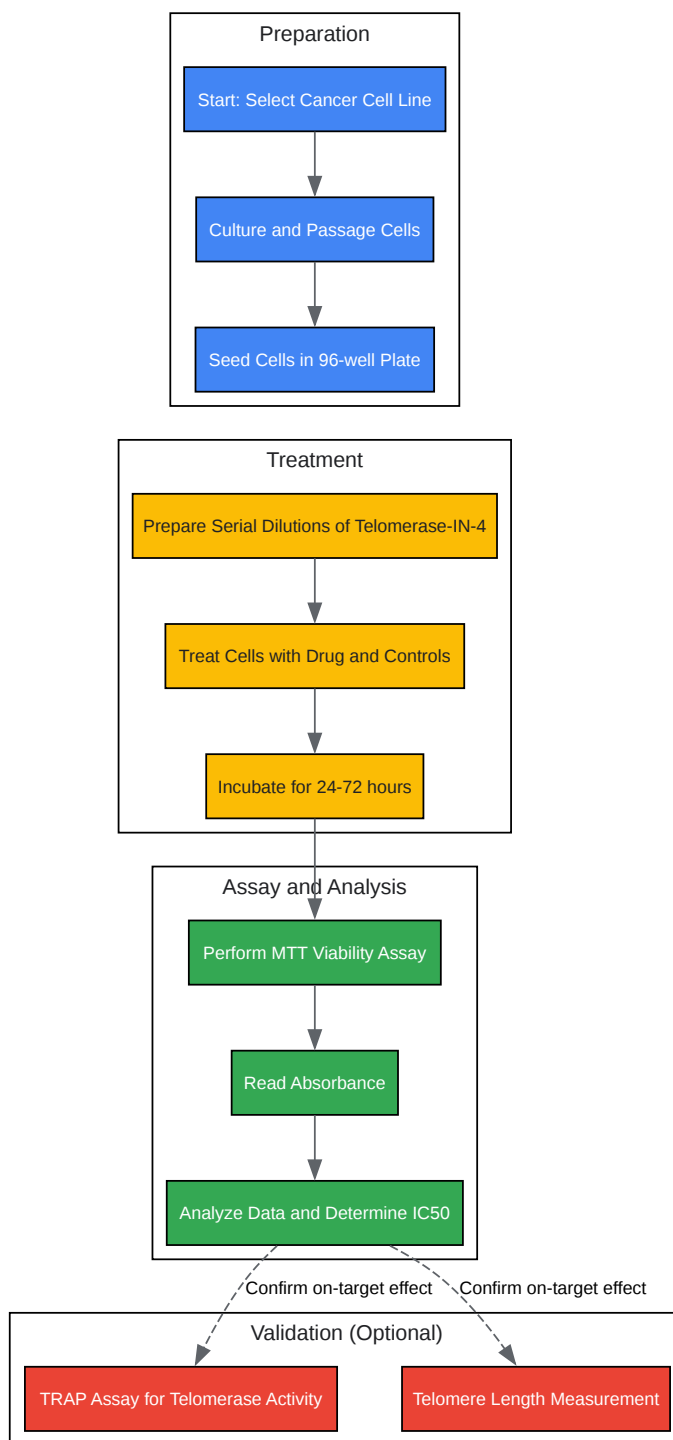 Preparation
Start: Select Cancer Cell Line
Culture and Passage Cells
Seed Cells in 96-well Plate
Treatment
Prepare Serial Dilutions of Telomerase-IN-4
Treat Cells with Drug and Controls
Incubate for 24-72 hours
Assay and Analysis
Perform MTT Viability Assay
Read Absorbance
Analyze Data and Determine IC50
Confirm on-target effect
Confirm on-target effect
Validation (Optional)
TRAP Assay for Telomerase Activity
Telomere Length Measurement